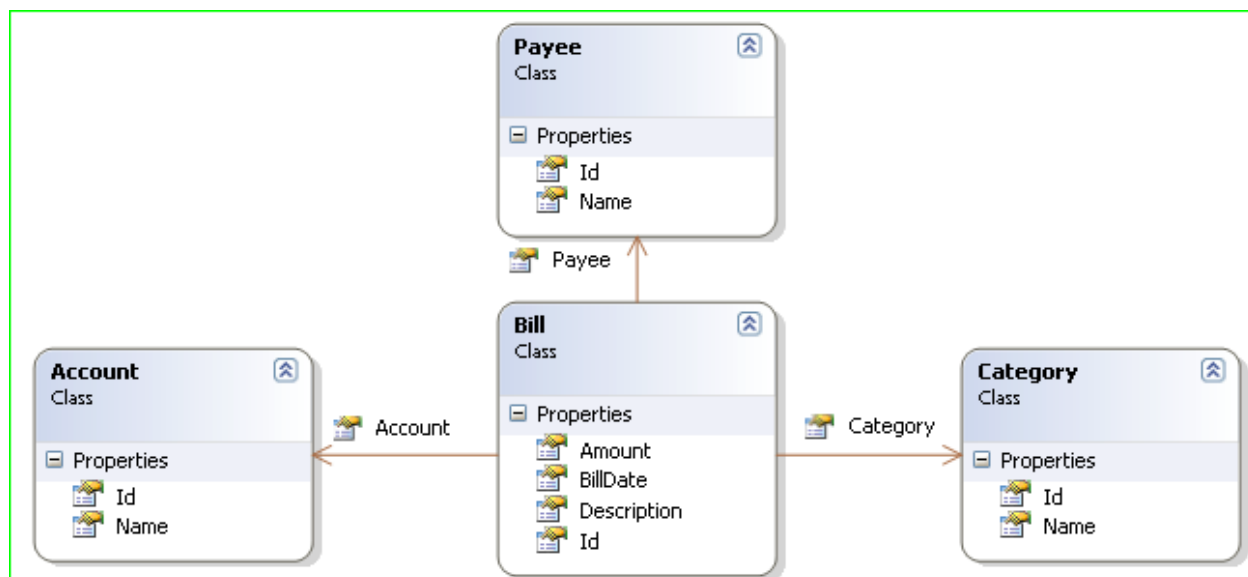 Payee
Class
Properties
Id
Name
Payee
Bill
Class
Properties
Amount
BillDate
Description
Id
Account
Class
Properties
Id
Name
Account
Category
Category
Class
Properties
Id
Name